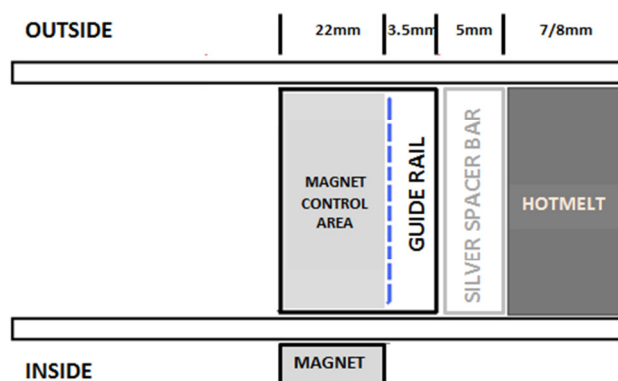 OUTSIDE 22mm 3.5mm 5mm 7/8mm
MAGNET
CONTROL
AREA
GUIDE RAIL
SILVER SPACER BAR
HOTMELT
INSIDE
MAGNET